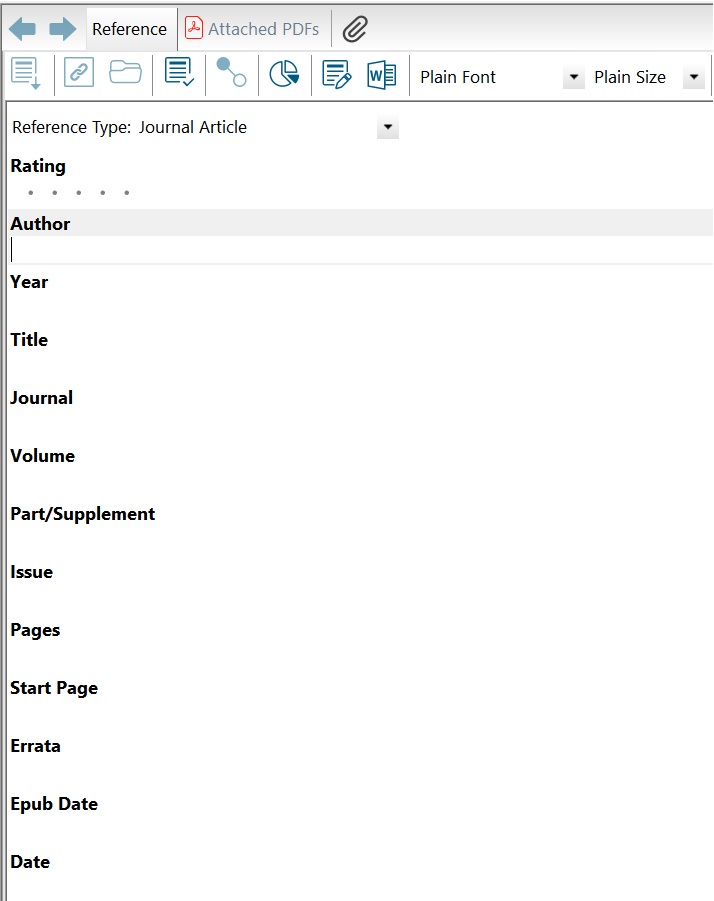 Reference Attached PDFs
Plain Font Plain Size
Reference Type: Journal Article
Rating
Author
Year
Title
Journal
Volume
Part/Supplement
Issue
Pages
Start Page
Errata
Epub Date
Date